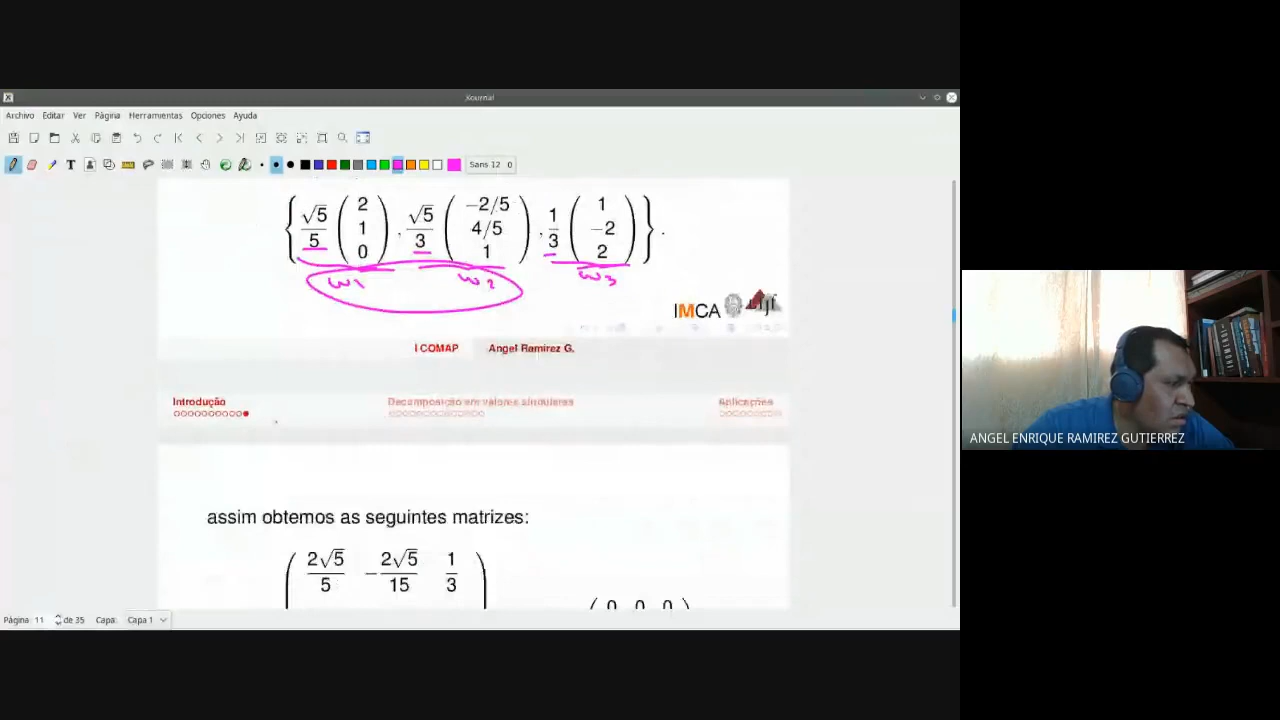 Xournal
Archivo Editar Ver Página Herramientas Opciones Ayuda
Sans 12 0
{ √5/5 ( 2 1 0 ) , √5/3 ( −2/5 4/5 1 ) , 1/3 ( 1 −2 2 ) } .
w1 w2 w3
IMCA
I COMAP Angel Ramirez G.
Introdução Decomposição em valores singulares Aplicações
assim obtemos as seguintes matrizes:
( 2√5/5 −2√5/15 1/3 )
( 0 0 0 )
Página 11 de 35 Capa: Capa 1
ANGEL ENRIQUE RAMIREZ GUTIERREZ